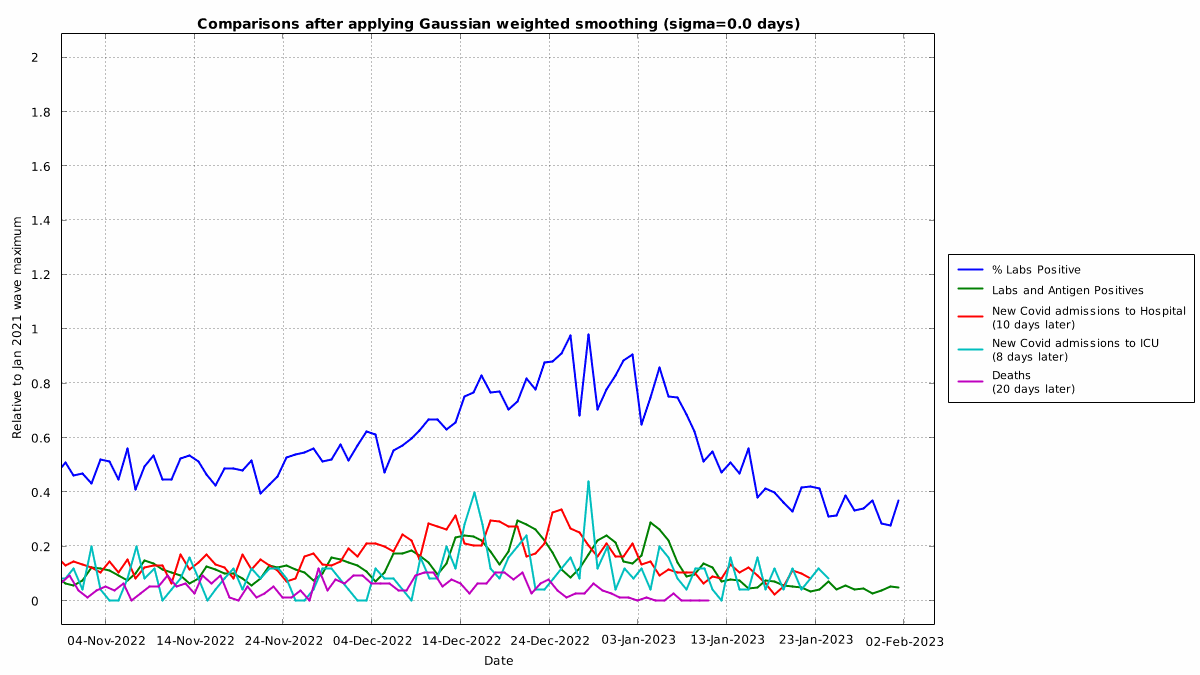 Comparisons after applying Gaussian weighted smoothing (sigma=0.0 days)
Relative to Jan 2021 wave maximum
2
1.8
1.6
1.4
1.2
1
0.8
0.6
0.4
0.2
0
04-Nov-2022
14-Nov-2022
24-Nov-2022
04-Dec-2022
14-Dec-2022
24-Dec-2022
03-Jan-2023
13-Jan-2023
23-Jan-2023
02-Feb-2023
Date
% Labs Positive
Labs and Antigen Positives
New Covid admissions to Hospital
(10 days later)
New Covid admissions to ICU
(8 days later)
Deaths
(20 days later)